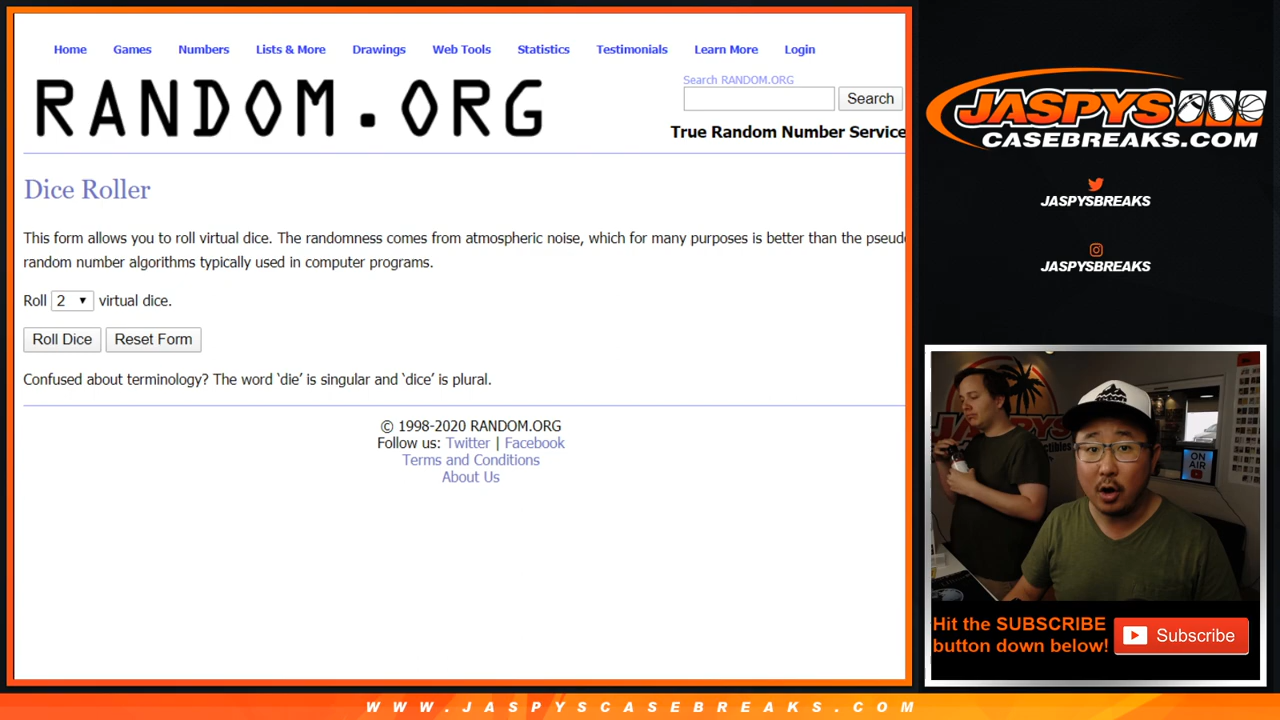 Home Games Numbers Lists & More Drawings Web Tools Statistics Testimonials Learn More Login
RANDOM.ORG
Search RANDOM.ORG
Search
True Random Number Service
Dice Roller
This form allows you to roll virtual dice. The randomness comes from atmospheric noise, which for many purposes is better than the pseudo
random number algorithms typically used in computer programs.
Roll 2 virtual dice.
Roll Dice Reset Form
Confused about terminology? The word ‘die’ is singular and ‘dice’ is plural.
© 1998-2020 RANDOM.ORG
Follow us: Twitter | Facebook
Terms and Conditions
About Us
JASPYS
CASEBREAKS.COM
JASPYSBREAKS
JASPYSBREAKS
ON
AIR
Hit the SUBSCRIBE
button down below!
Subscribe
WWW.JASPYSCASEBREAKS.COM